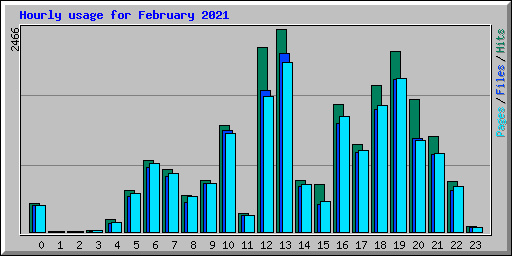 Hourly usage for February 2021
2466
Pages / Files / Hits
0 1 2 3 4 5 6 7 8 9 10 11 12 13 14 15 16 17 18 19 20 21 22 23